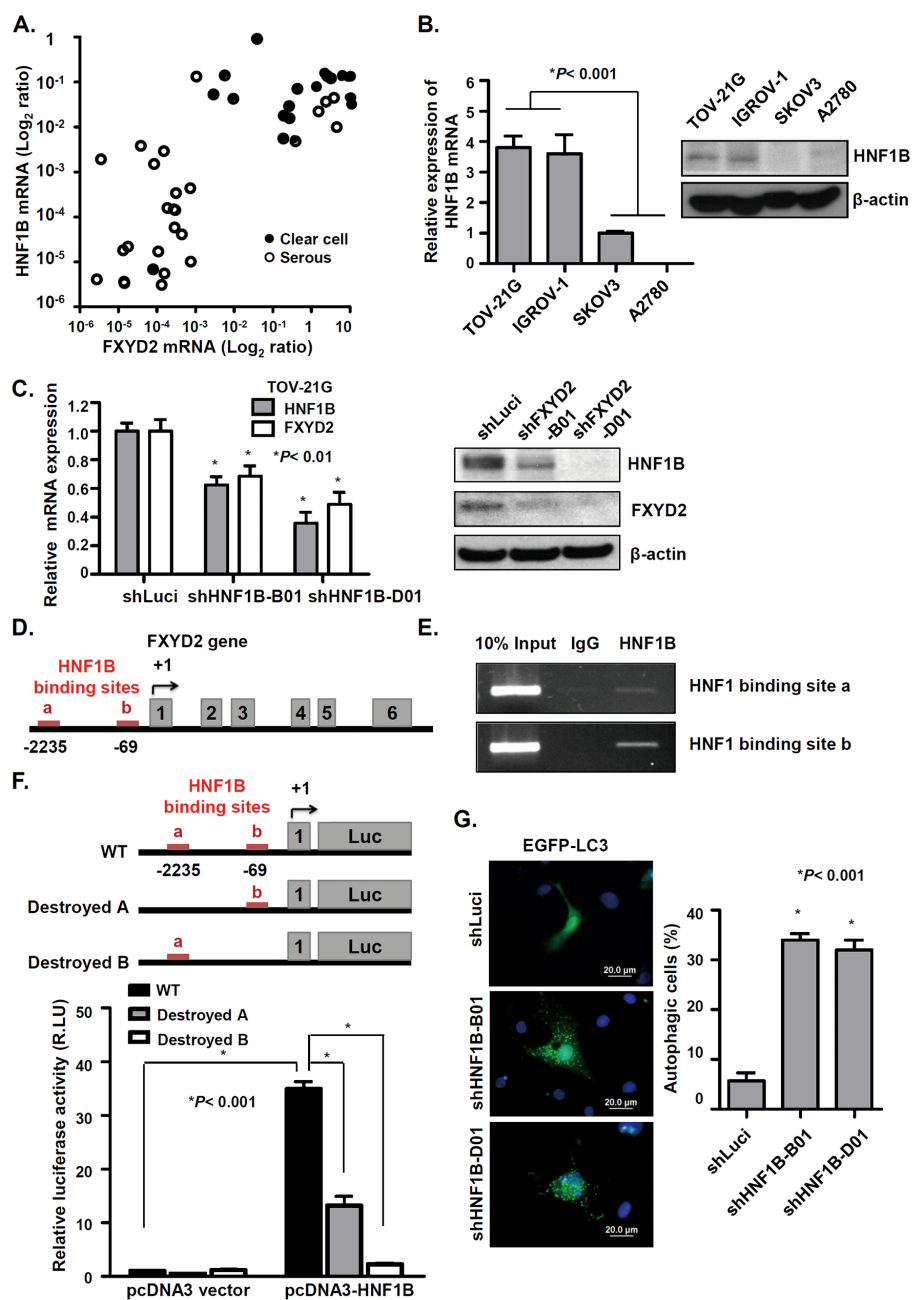 A.
HNF1B mRNA (Log2 ratio)
1
10-1
10-2
10-3
10-4
10-5
10-6
Clear cell
Serous
10-6 10-5 10-4 10-3 10-2 10-1 1 10
FXYD2 mRNA (Log2 ratio)
B.
Relative expression of
HNF1B mRNA
6
5
4
3
2
1
0
*P< 0.001
TOV-21G IGROV-1 SKOV3 A2780
TOV-21G IGROV-1 SKOV3 A2780
HNF1B
β-actin
C.
Relative mRNA expression
1.2
1.0
0.8
0.6
0.4
0.2
0
TOV-21G
HNF1B
FXYD2
*P< 0.01
* *
* *
shLuci shHNF1B-B01 shHNF1B-D01
shLuci shFXYD2-B01 shFXYD2-D01
HNF1B
FXYD2
β-actin
D.
FXYD2 gene
HNF1B
binding sites
+1
a b 1 2 3 4 5 6
-2235 -69
E.
10% Input IgG HNF1B
HNF1 binding site a
HNF1 binding site b
F.
HNF1B
binding sites
+1
WT a b 1 Luc
-2235 -69
Destroyed A b 1 Luc
Destroyed B a 1 Luc
Relative luciferase activity (R.LU)
50
40
30
20
10
0
WT
Destroyed A
Destroyed B
* * *
*P< 0.001
pcDNA3 vector pcDNA3-HNF1B
G.
EGFP-LC3
shLuci
20.0 µm
shHNF1B-B01
20.0 µm
shHNF1B-D01
20.0 µm
*P< 0.001
Autophagic cells (%)
40
30
20
10
0
* *
shLuci shHNF1B-B01 shHNF1B-D01